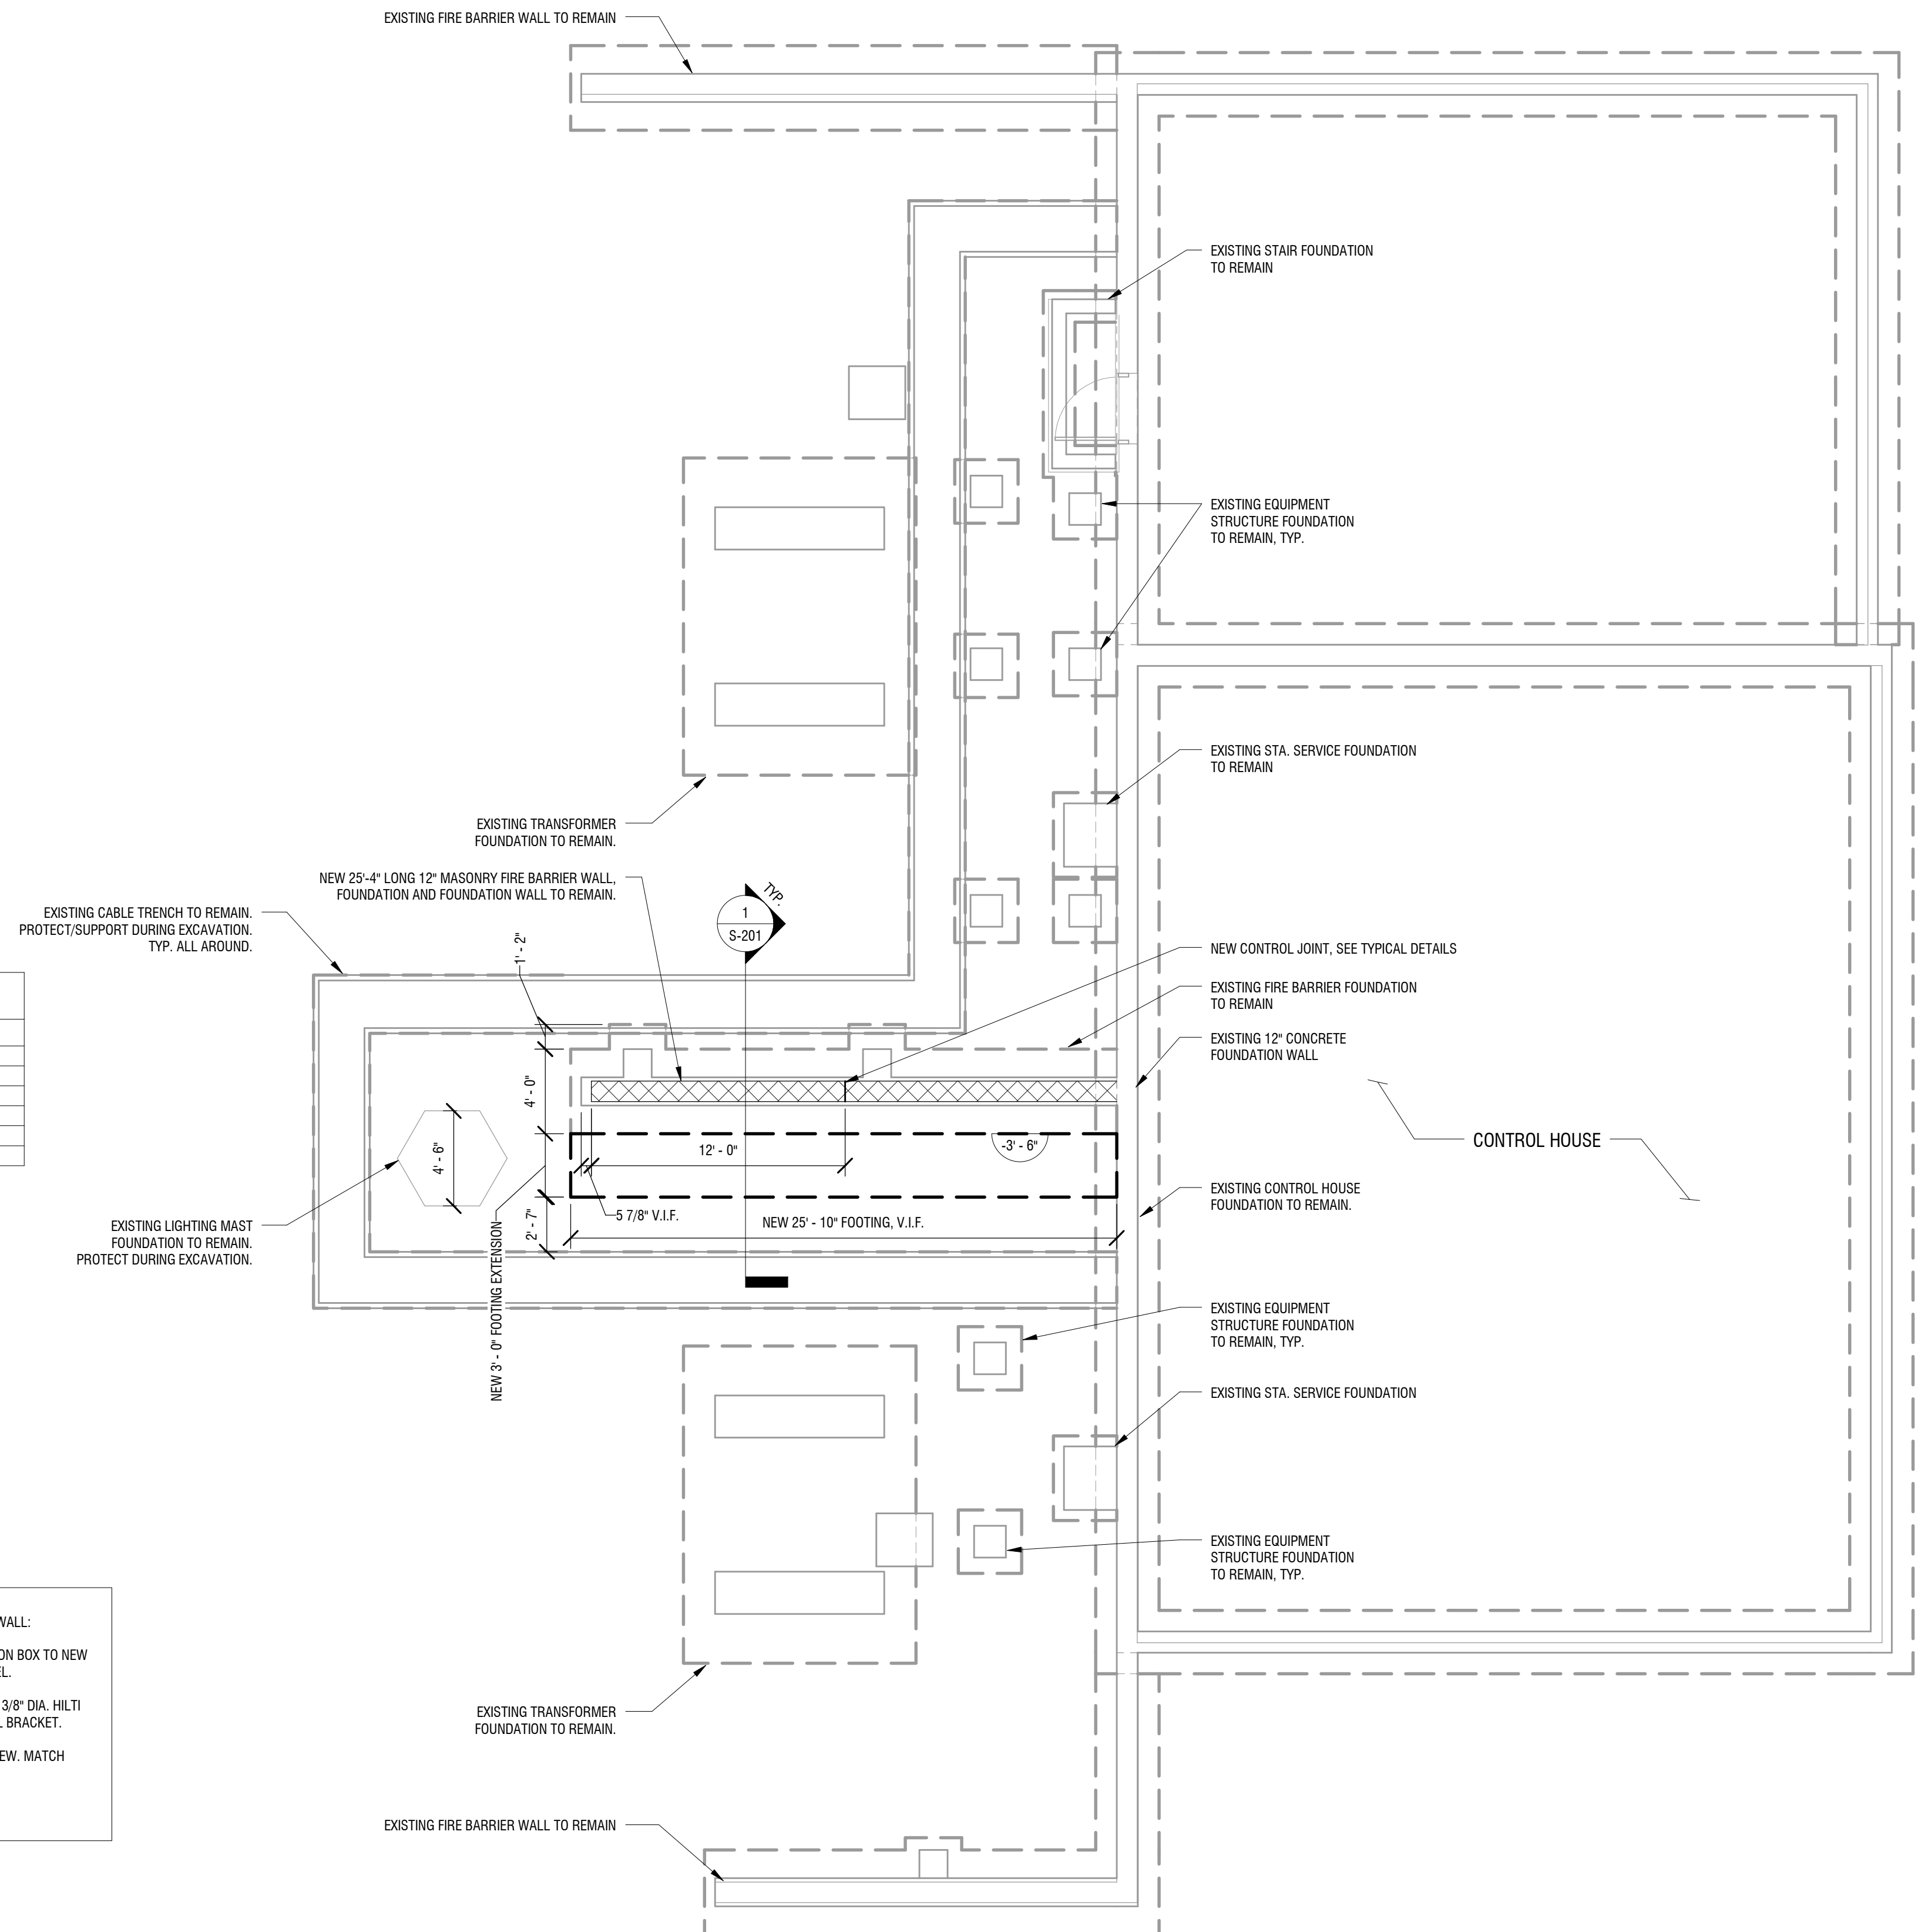 EXISTING FIRE BARRIER WALL TO REMAIN
EXISTING STAIR FOUNDATION
TO REMAIN
EXISTING EQUIPMENT
STRUCTURE FOUNDATION
TO REMAIN, TYP.
EXISTING STA. SERVICE FOUNDATION
TO REMAIN
EXISTING TRANSFORMER
FOUNDATION TO REMAIN.
NEW 25'-4" LONG 12" MASONRY FIRE BARRIER WALL,
FOUNDATION AND FOUNDATION WALL TO REMAIN.
TYP.
1
S-201
EXISTING CABLE TRENCH TO REMAIN.
PROTECT/SUPPORT DURING EXCAVATION.
TYP. ALL AROUND.
1' - 2"
NEW CONTROL JOINT, SEE TYPICAL DETAILS
EXISTING FIRE BARRIER FOUNDATION
TO REMAIN
EXISTING 12" CONCRETE
FOUNDATION WALL
4' - 0"
4' - 6"
12' - 0"
-3' - 6"
CONTROL HOUSE
EXISTING CONTROL HOUSE
FOUNDATION TO REMAIN.
5 7/8" V.I.F.
NEW 25' - 10" FOOTING, V.I.F.
2' - 7"
NEW 3' - 0" FOOTING EXTENSION
EXISTING LIGHTING MAST
FOUNDATION TO REMAIN.
PROTECT DURING EXCAVATION.
EXISTING EQUIPMENT
STRUCTURE FOUNDATION
TO REMAIN, TYP.
EXISTING STA. SERVICE FOUNDATION
EXISTING EQUIPMENT
STRUCTURE FOUNDATION
TO REMAIN, TYP.
WALL:
ON BOX TO NEW
EL.
3/8" DIA. HILTI
L BRACKET.
EW. MATCH
EXISTING TRANSFORMER
FOUNDATION TO REMAIN.
EXISTING FIRE BARRIER WALL TO REMAIN